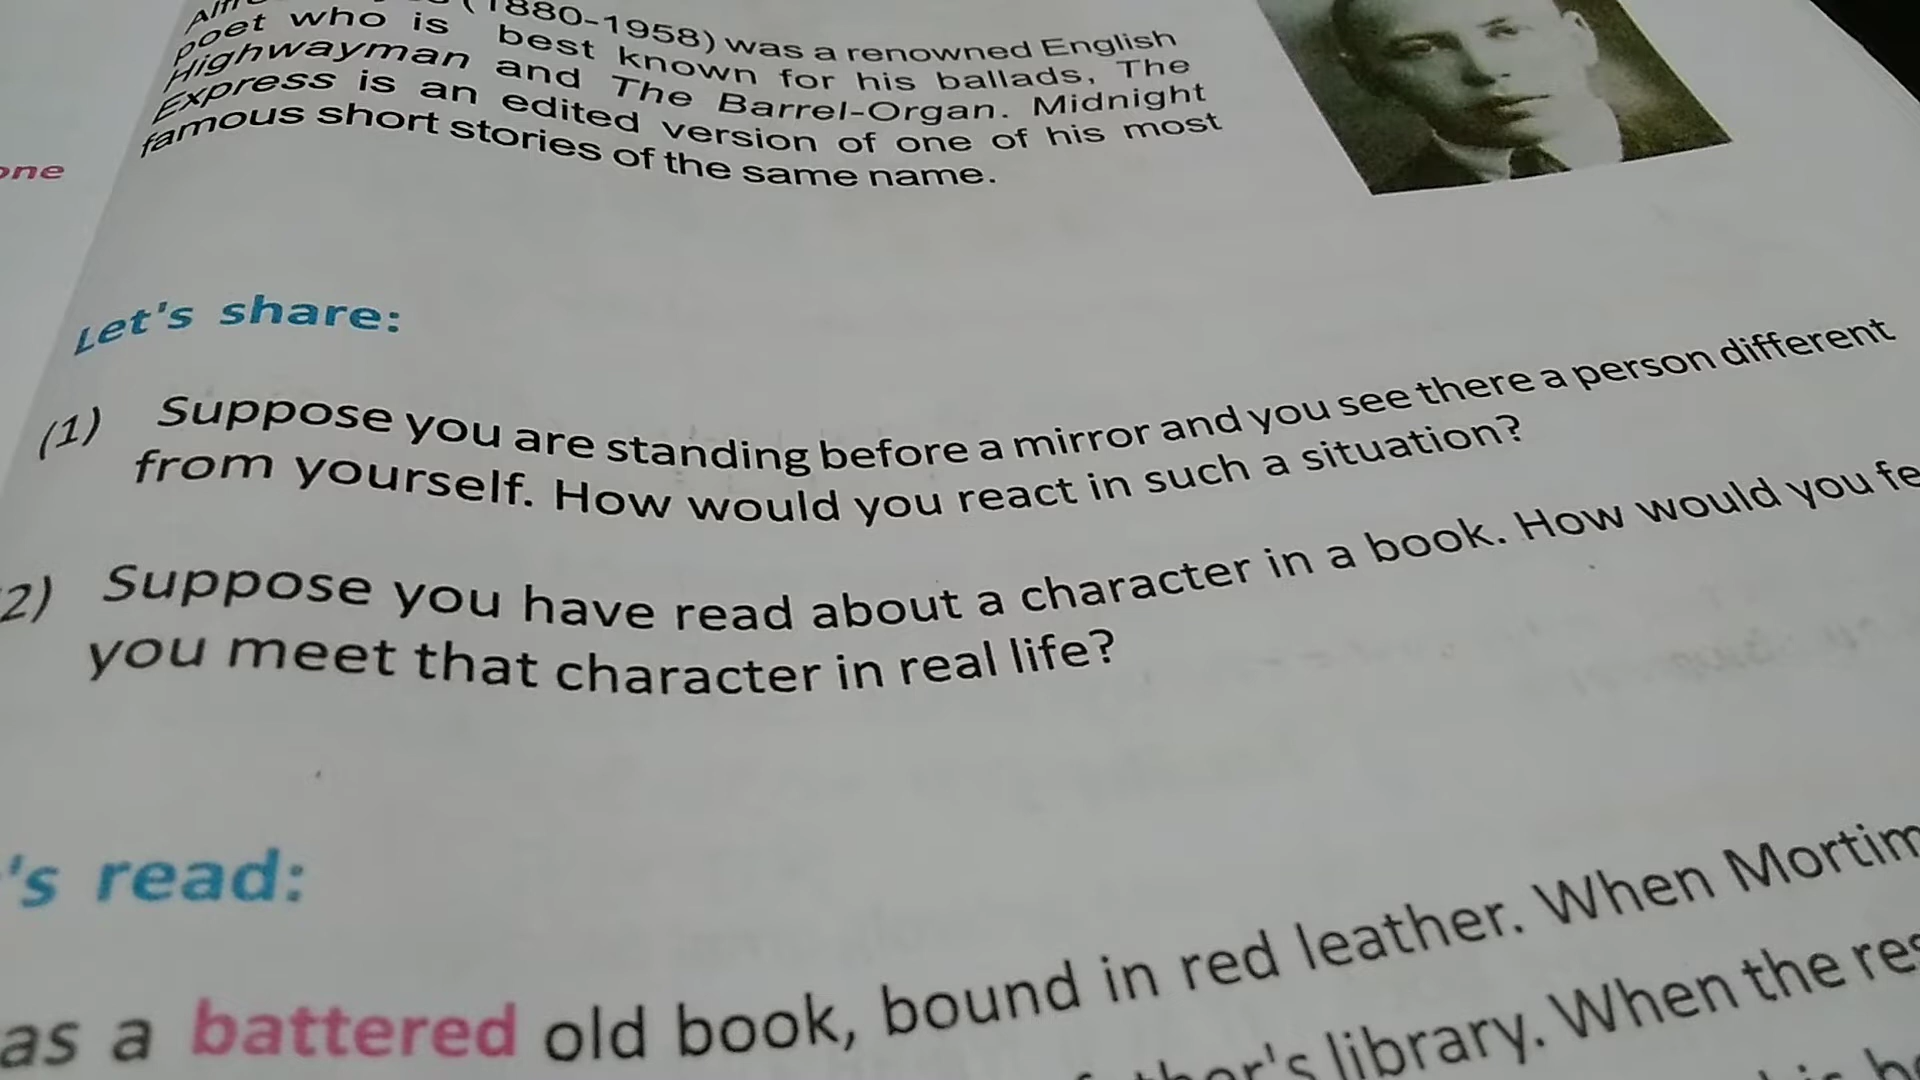 (1880-1958) was a renowned English
poet who is best known for his ballads, The
Highwayman and The Barrel-Organ. Midnight
Express is an edited version of one of his most
famous short stories of the same name.
one
Let's share:
(1) Suppose you are standing before a mirror and you see there a person different
from yourself. How would you react in such a situation?
2) Suppose you have read about a character in a book. How would you fe
you meet that character in real life?
's read:
as a battered old book, bound in red leather. When Mortim
library. When the res